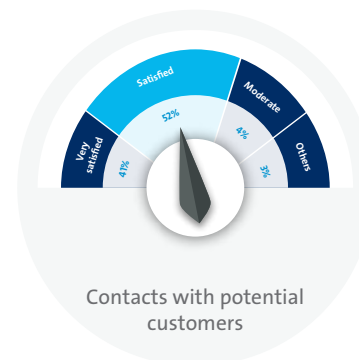 Very
satisfied
41%
Satisfied
52%
Moderate
4%
Others
3%
Contacts with potential
customers